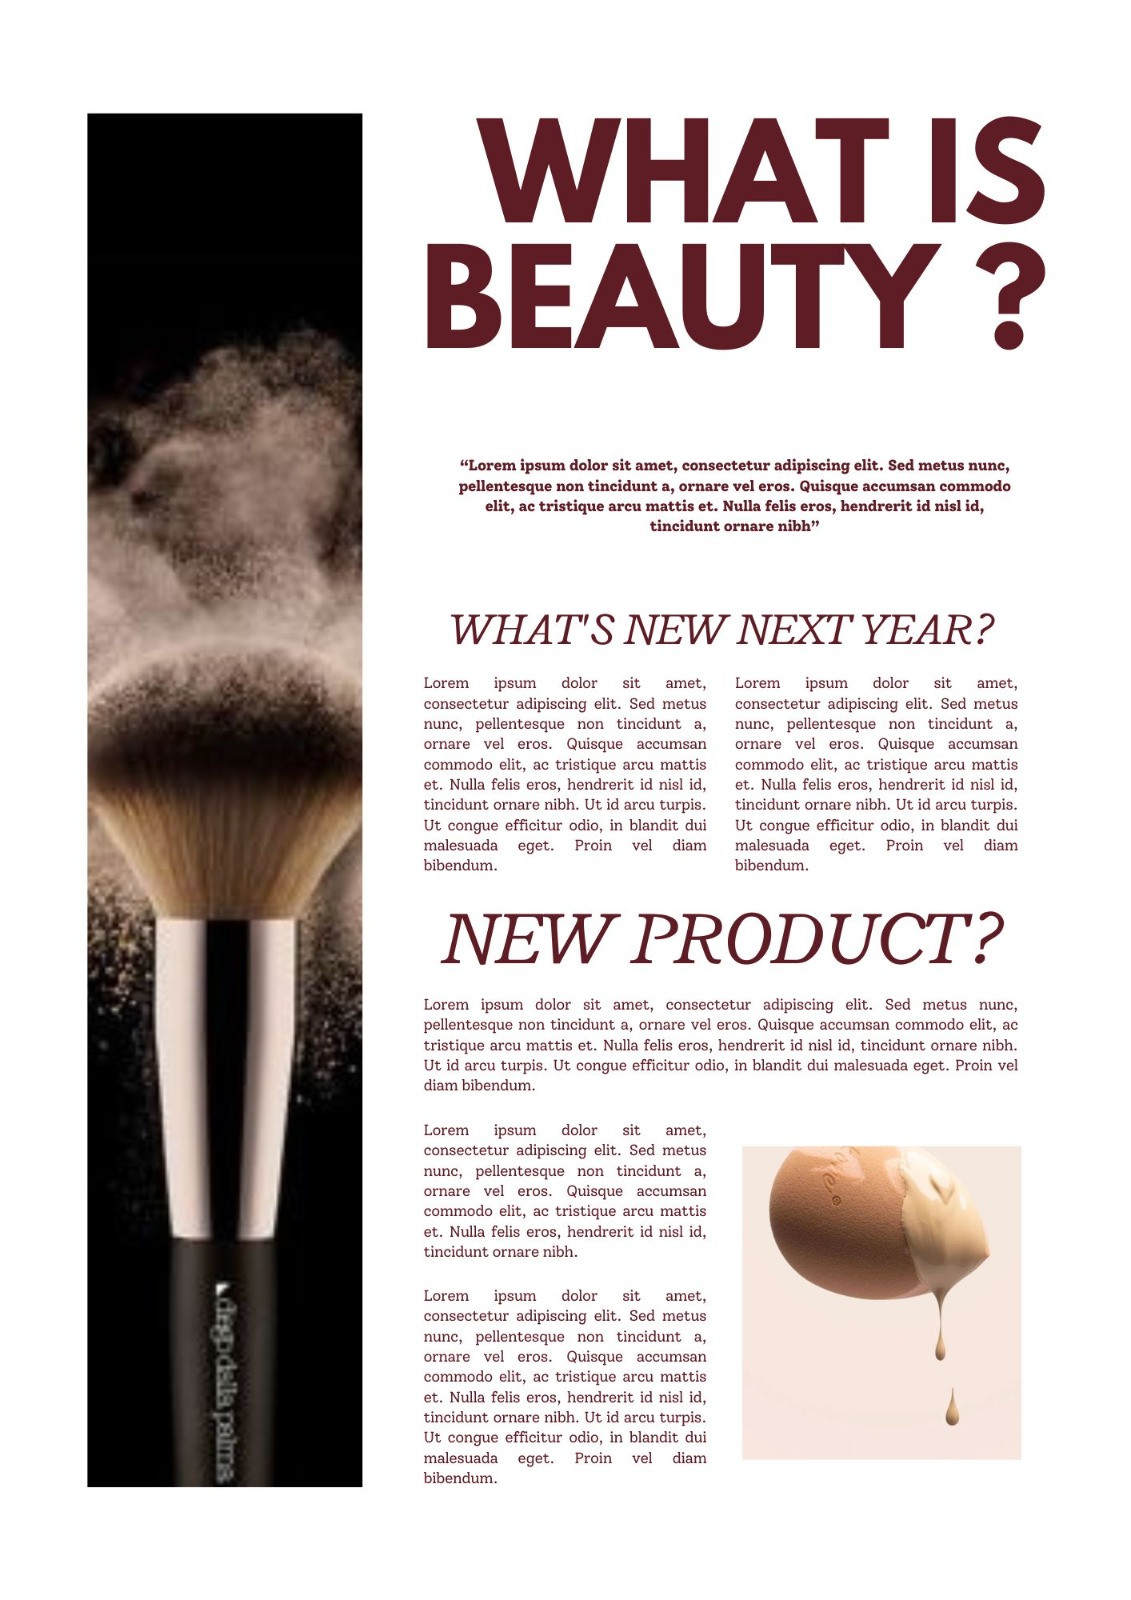 WHAT IS
BEAUTY ?
“Lorem ipsum dolor sit amet, consectetur adipiscing elit. Sed metus nunc,
pellentesque non tincidunt a, ornare vel eros. Quisque accumsan commodo
elit, ac tristique arcu mattis et. Nulla felis eros, hendrerit id nisl id,
tincidunt ornare nibh”
WHAT'S NEW NEXT YEAR?
Lorem ipsum dolor sit amet,
consectetur adipiscing elit. Sed metus
nunc, pellentesque non tincidunt a,
ornare vel eros. Quisque accumsan
commodo elit, ac tristique arcu mattis
et. Nulla felis eros, hendrerit id nisl id,
tincidunt ornare nibh. Ut id arcu turpis.
Ut congue efficitur odio, in blandit dui
malesuada eget. Proin vel diam
bibendum.
Lorem ipsum dolor sit amet,
consectetur adipiscing elit. Sed metus
nunc, pellentesque non tincidunt a,
ornare vel eros. Quisque accumsan
commodo elit, ac tristique arcu mattis
et. Nulla felis eros, hendrerit id nisl id,
tincidunt ornare nibh. Ut id arcu turpis.
Ut congue efficitur odio, in blandit dui
malesuada eget. Proin vel diam
bibendum.
NEW PRODUCT?
Lorem ipsum dolor sit amet, consectetur adipiscing elit. Sed metus nunc,
pellentesque non tincidunt a, ornare vel eros. Quisque accumsan commodo elit, ac
tristique arcu mattis et. Nulla felis eros, hendrerit id nisl id, tincidunt ornare nibh.
Ut id arcu turpis. Ut congue efficitur odio, in blandit dui malesuada eget. Proin vel
diam bibendum.
Lorem ipsum dolor sit amet,
consectetur adipiscing elit. Sed metus
nunc, pellentesque non tincidunt a,
ornare vel eros. Quisque accumsan
commodo elit, ac tristique arcu mattis
et. Nulla felis eros, hendrerit id nisl id,
tincidunt ornare nibh.
Lorem ipsum dolor sit amet,
consectetur adipiscing elit. Sed metus
nunc, pellentesque non tincidunt a,
ornare vel eros. Quisque accumsan
commodo elit, ac tristique arcu mattis
et. Nulla felis eros, hendrerit id nisl id,
tincidunt ornare nibh. Ut id arcu turpis.
Ut congue efficitur odio, in blandit dui
malesuada eget. Proin vel diam
bibendum.
diego dalla palma